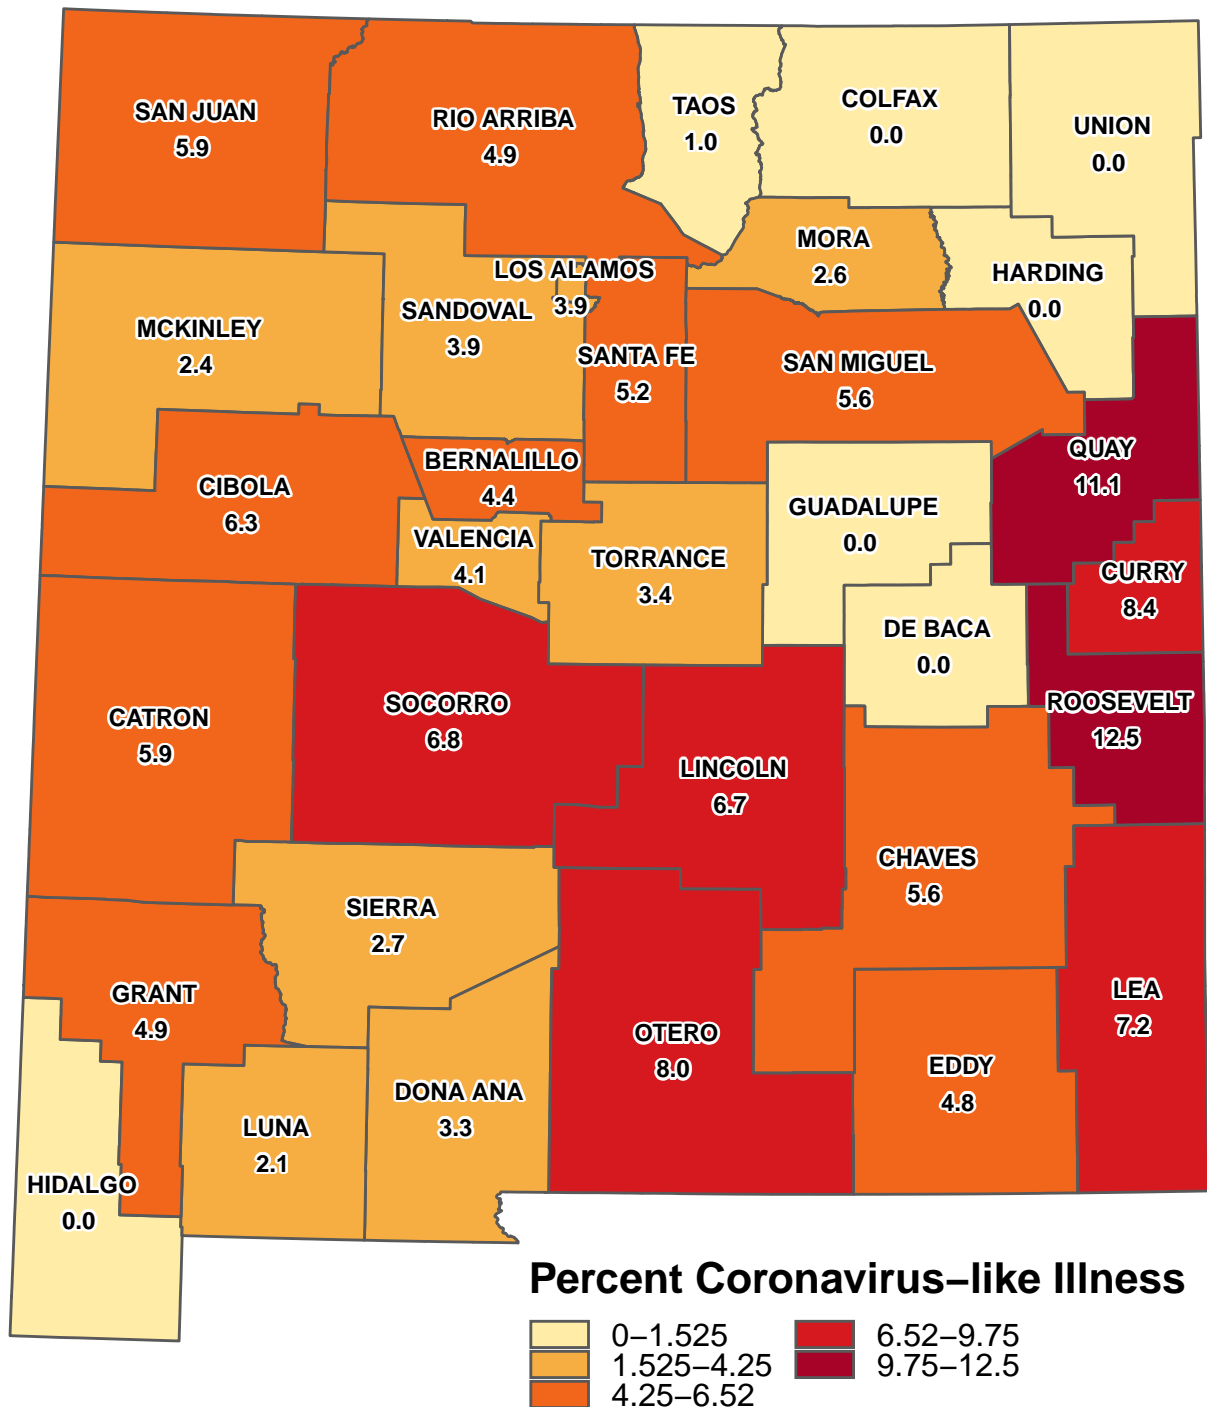 SAN JUAN
5.9
RIO ARRIBA
4.9
TAOS
1.0
COLFAX
0.0
UNION
0.0
MORA
2.6
HARDING
0.0
LOS ALAMOS
3.9
SANDOVAL
3.9
MCKINLEY
2.4
SANTA FE
5.2
SAN MIGUEL
5.6
QUAY
11.1
BERNALILLO
4.4
CIBOLA
6.3
GUADALUPE
0.0
VALENCIA
4.1
TORRANCE
3.4
CURRY
8.4
DE BACA
0.0
ROOSEVELT
12.5
CATRON
5.9
SOCORRO
6.8
LINCOLN
6.7
CHAVES
5.6
SIERRA
2.7
GRANT
4.9
LEA
7.2
OTERO
8.0
EDDY
4.8
DONA ANA
3.3
LUNA
2.1
HIDALGO
0.0
Percent Coronavirus−like Illness
0−1.525
1.525−4.25
4.25−6.52
6.52−9.75
9.75−12.5